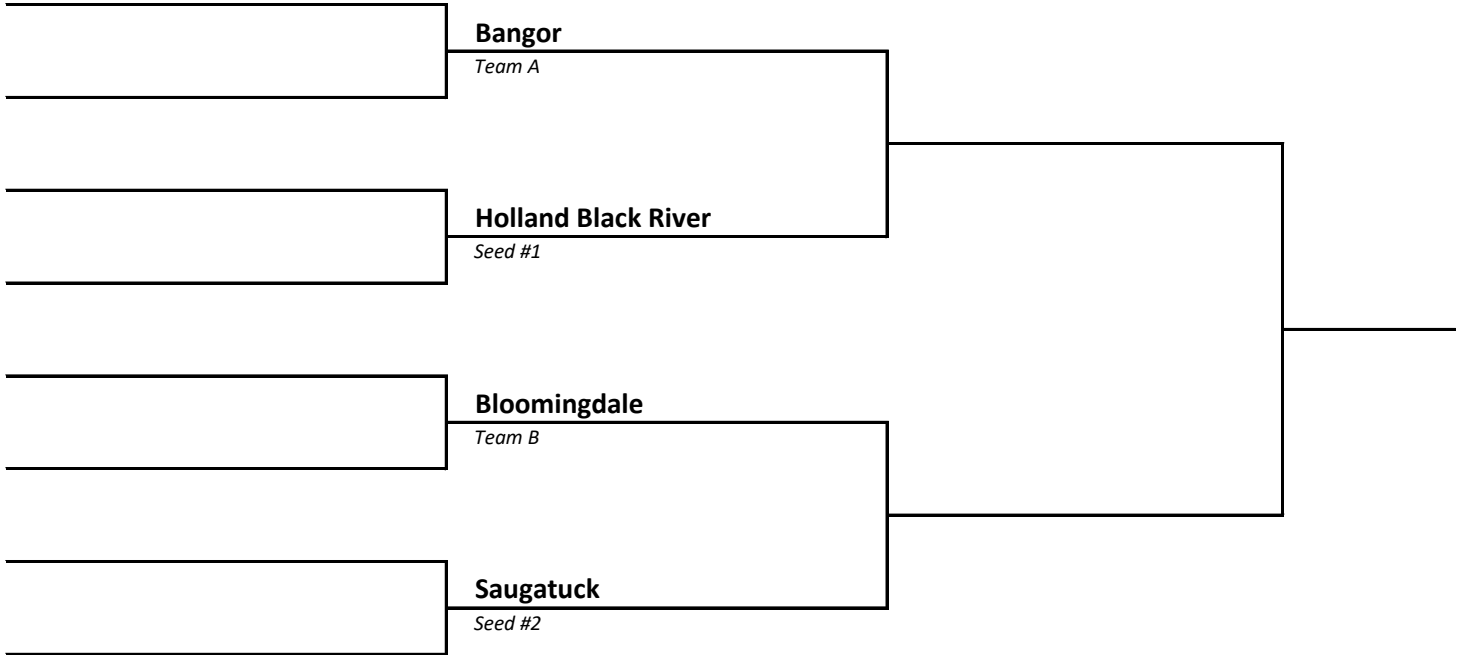 Bangor
Team A
Holland Black River
Seed #1
Bloomingdale
Team B
Saugatuck
Seed #2